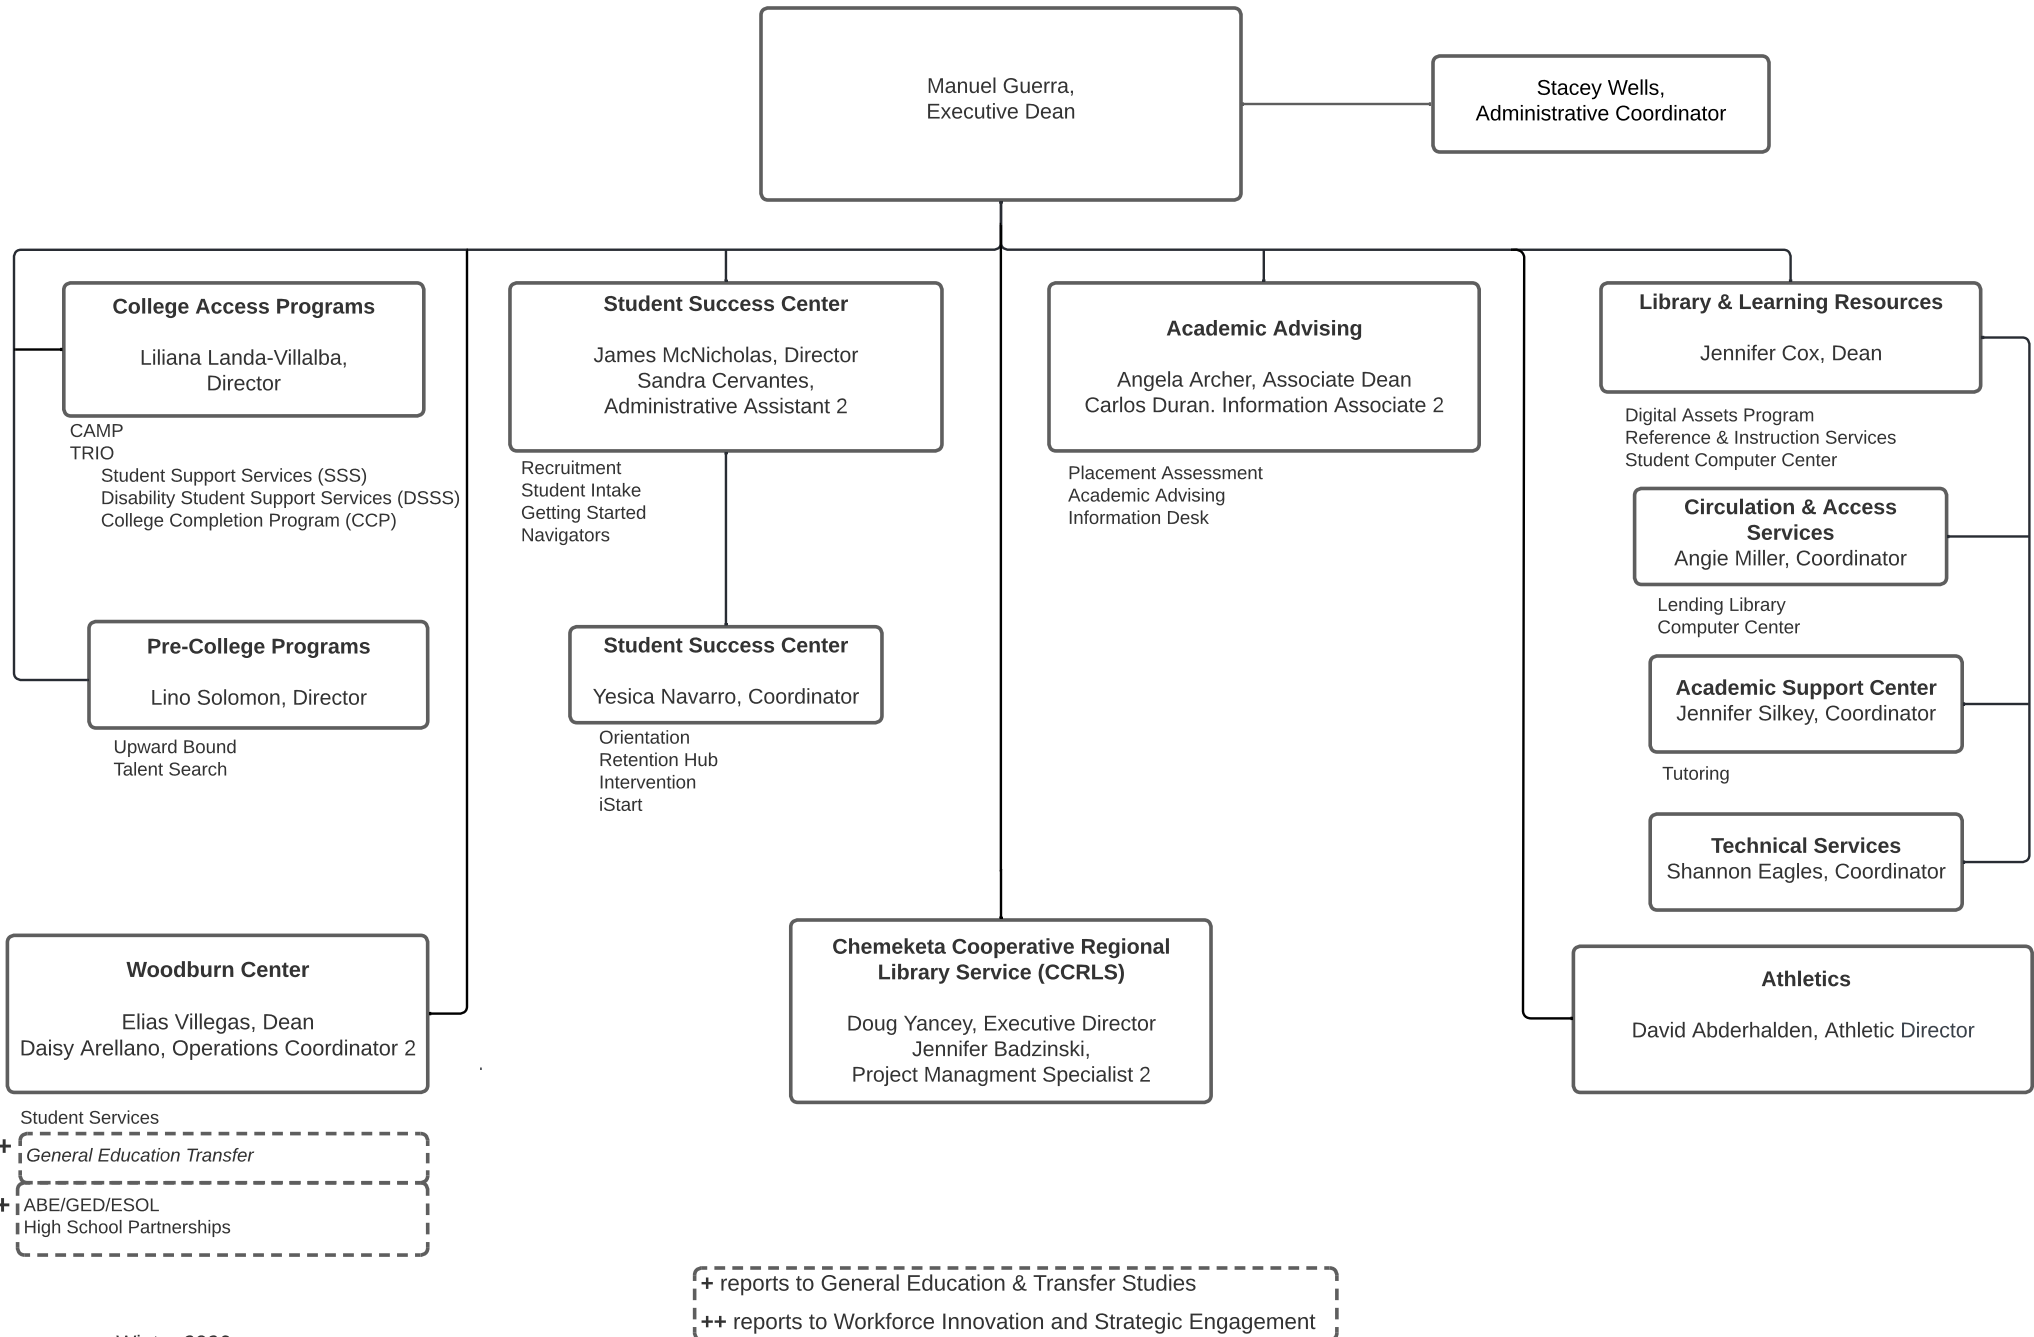 Manuel Guerra,
Executive Dean
Stacey Wells,
Administrative Coordinator
College Access Programs
Liliana Landa-Villalba,
Director
CAMP
TRIO
Student Support Services (SSS)
Disability Student Support Services (DSSS)
College Completion Program (CCP)
Pre-College Programs
Lino Solomon, Director
Upward Bound
Talent Search
Woodburn Center
Elias Villegas, Dean
Daisy Arellano, Operations Coordinator 2
Student Services
+
General Education Transfer
+
ABE/GED/ESOL
High School Partnerships
Student Success Center
James McNicholas, Director
Sandra Cervantes,
Administrative Assistant 2
Recruitment
Student Intake
Getting Started
Navigators
Student Success Center
Yesica Navarro, Coordinator
Orientation
Retention Hub
Intervention
iStart
Chemeketa Cooperative Regional
Library Service (CCRLS)
Doug Yancey, Executive Director
Jennifer Badzinski,
Project Managment Specialist 2
Academic Advising
Angela Archer, Associate Dean
Carlos Duran. Information Associate 2
Placement Assessment
Academic Advising
Information Desk
Library & Learning Resources
Jennifer Cox, Dean
Digital Assets Program
Reference & Instruction Services
Student Computer Center
Circulation & Access
Services
Angie Miller, Coordinator
Lending Library
Computer Center
Academic Support Center
Jennifer Silkey, Coordinator
Tutoring
Technical Services
Shannon Eagles, Coordinator
Athletics
David Abderhalden, Athletic Director
+ reports to General Education & Transfer Studies
++ reports to Workforce Innovation and Strategic Engagement